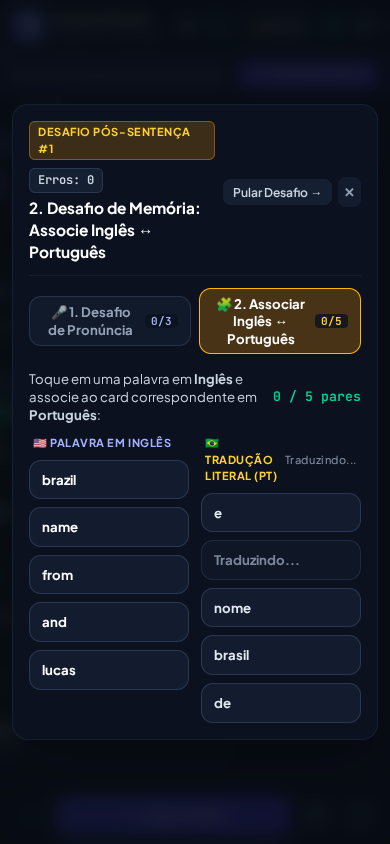 DESAFIO PÓS-SENTENÇA
#1
Erros: 0
2. Desafio de Memória:
Associe Inglês ↔
Português
Pular Desafio →
✕
🎤 1. Desafio
de Pronúncia
0/3
🧩 2. Associar
Inglês ↔
Português
0/5
Toque em uma palavra em Inglês e
associe ao card correspondente em
Português:
0 / 5 pares
🇺🇸 PALAVRA EM INGLÊS
brazil
name
from
and
lucas
🇧🇷
TRADUÇÃO
LITERAL (PT)
Traduzindo...
e
Traduzindo...
nome
brasil
de